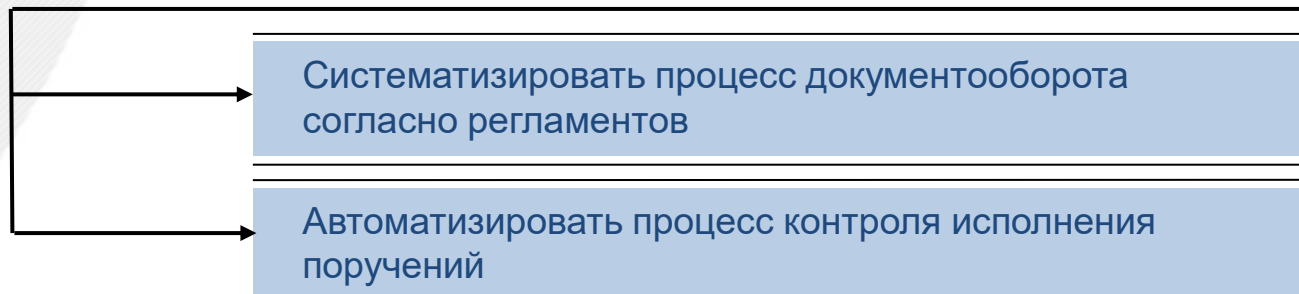 Систематизировать процесс документооборота
согласно регламентов
Автоматизировать процесс контроля исполнения
поручений